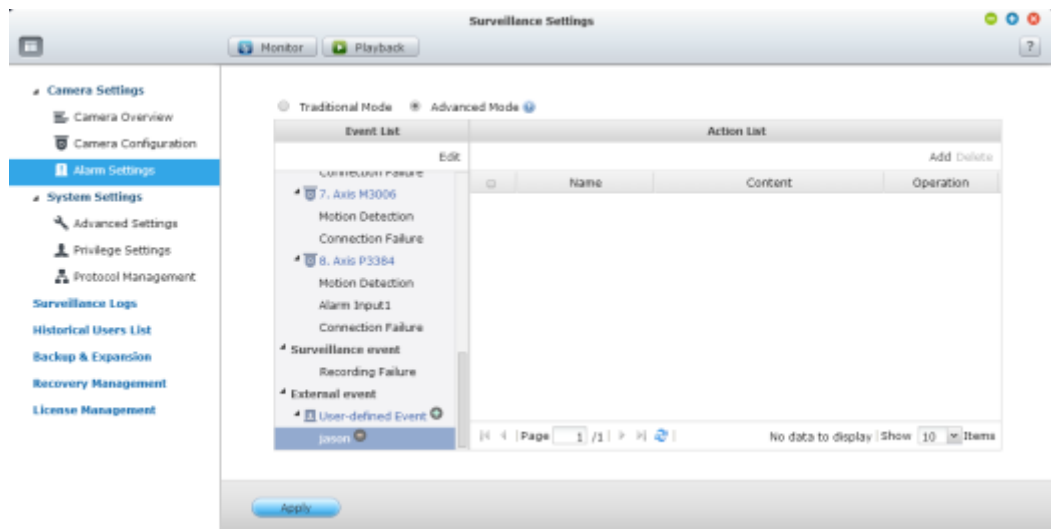 Surveillance Settings
Monitor Playback ?
Camera Settings
Camera Overview
Camera Configuration
Alarm Settings
System Settings
Advanced Settings
Privilege Settings
Protocol Management
Surveillance Logs
Historical Users List
Backup & Expansion
Recovery Management
License Management
Traditional Mode Advanced Mode
Event List
Edit
Connection Failure
7. Axis M3006
Motion Detection
Connection Failure
8. Axis P3384
Motion Detection
Alarm Input1
Connection Failure
Surveillance event
Recording Failure
External event
User-defined Event
jason
Action List
Add Delete
Name Content Operation
Page 1 /1 No data to display Show 10 Items
Apply